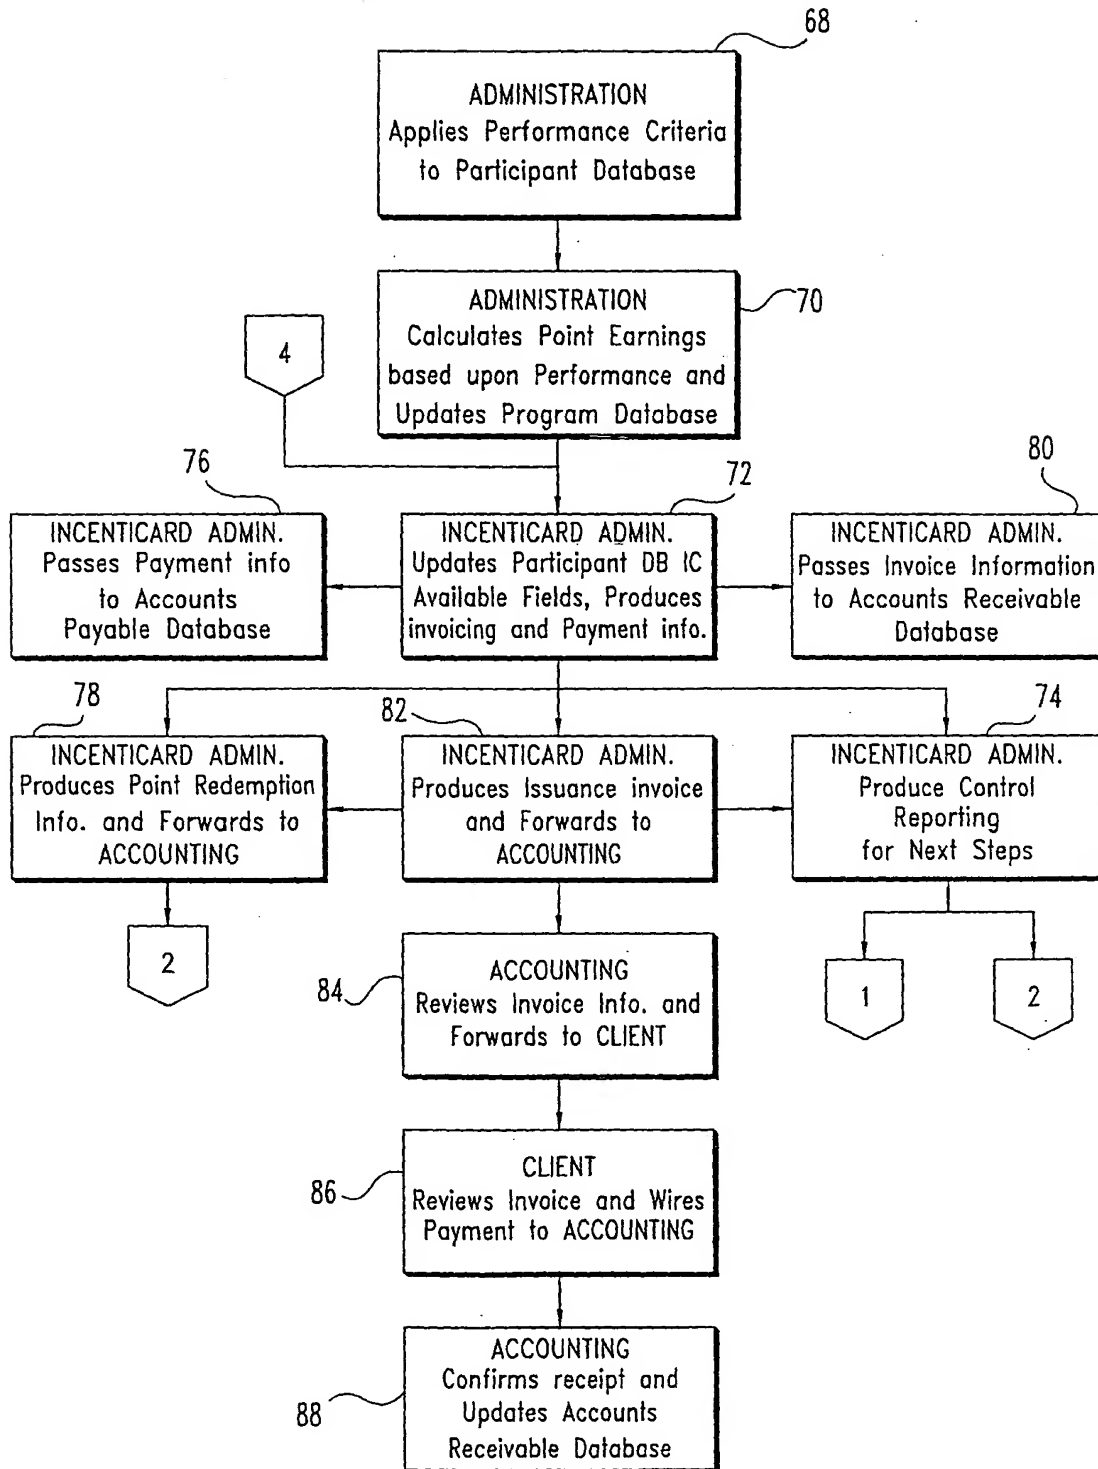 68
ADMINISTRATION
Applies Performance Criteria
to Participant Database
ADMINISTRATION
Calculates Point Earnings
based upon Performance and
Updates Program Database
70
4
76
INCENTICARD ADMIN.
Passes Payment info
to Accounts
Payable Database
72
INCENTICARD ADMIN.
Updates Participant DB IC
Available Fields, Produces
invoicing and Payment info.
80
INCENTICARD ADMIN.
Passes Invoice Information
to Accounts Receivable
Database
78
INCENTICARD ADMIN.
Produces Point Redemption
Info. and Forwards to
ACCOUNTING
82
INCENTICARD ADMIN.
Produces Issuance invoice
and Forwards to
ACCOUNTING
74
INCENTICARD ADMIN.
Produce Control
Reporting
for Next Steps
2
1
2
84
ACCOUNTING
Reviews Invoice Info. and
Forwards to CLIENT
86
CLIENT
Reviews Invoice and Wires
Payment to ACCOUNTING
88
ACCOUNTING
Confirms receipt and
Updates Accounts
Receivable Database